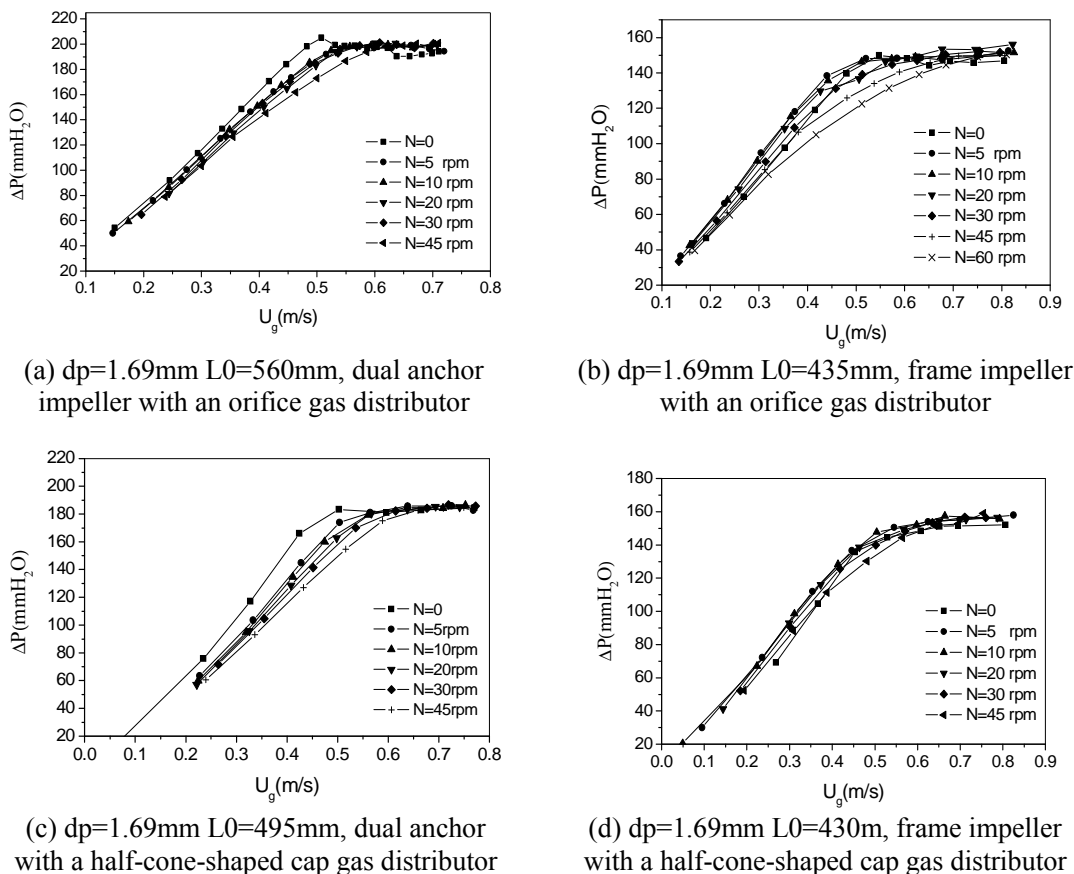 220
200
180
160
140
120
100
80
60
40
20
ΔP(mmH2O)
0.1 0.2 0.3 0.4 0.5 0.6 0.7 0.8
Ug(m/s)
N=0
N=5 rpm
N=10 rpm
N=20 rpm
N=30 rpm
N=45 rpm
(a) dp=1.69mm L0=560mm, dual anchor
impeller with an orifice gas distributor
160
140
120
100
80
60
40
20
0
ΔP(mmH2O)
0.1 0.2 0.3 0.4 0.5 0.6 0.7 0.8 0.9
Ug(m/s)
N=0
N=5 rpm
N=10 rpm
N=20 rpm
N=30 rpm
N=45 rpm
N=60 rpm
(b) dp=1.69mm L0=435mm, frame impeller
with an orifice gas distributor
220
200
180
160
140
120
100
80
60
40
20
ΔP(mmH2O)
0.0 0.1 0.2 0.3 0.4 0.5 0.6 0.7 0.8
Ug(m/s)
N=0
N=5rpm
N=10rpm
N=20rpm
N=30rpm
N=45rpm
(c) dp=1.69mm L0=495mm, dual anchor
with a half-cone-shaped cap gas distributor
180
160
140
120
100
80
60
40
20
ΔP(mmH2O)
0.0 0.1 0.2 0.3 0.4 0.5 0.6 0.7 0.8 0.9
Ug(m/s)
N=0
N=5 rpm
N=10 rpm
N=20 rpm
N=30 rpm
N=45 rpm
(d) dp=1.69mm L0=430m, frame impeller
with a half-cone-shaped cap gas distributor